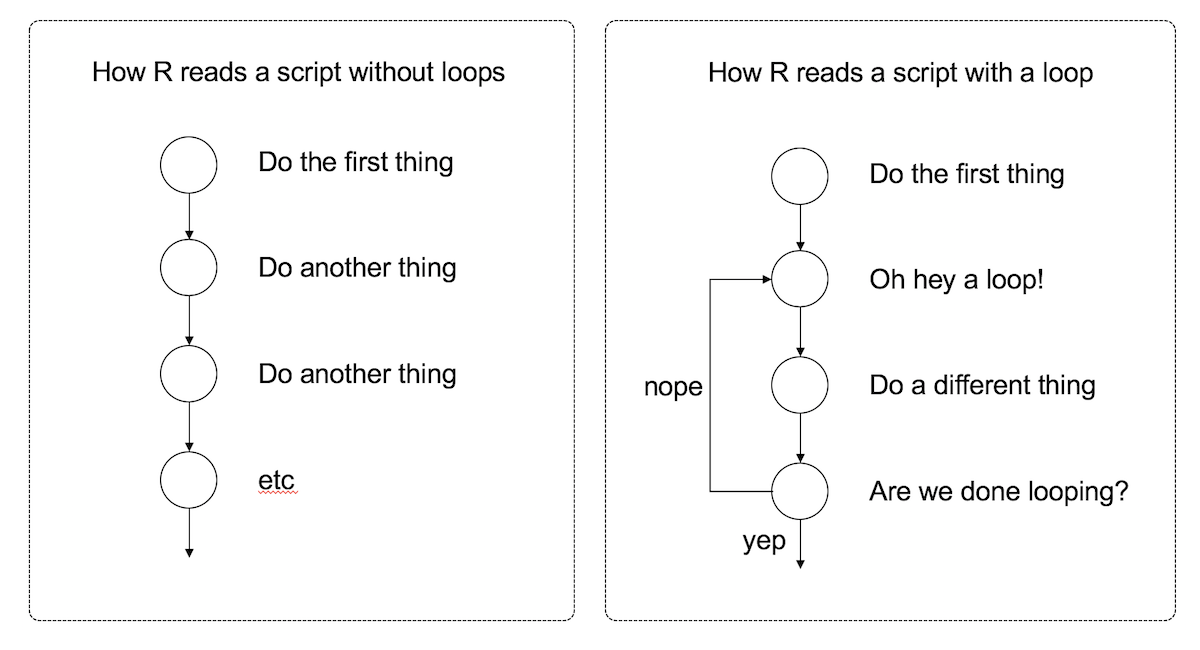 How R reads a script without loops
Do the first thing
Do another thing
Do another thing
etc
How R reads a script with a loop
Do the first thing
Oh hey a loop!
nope
Do a different thing
Are we done looping?
yep